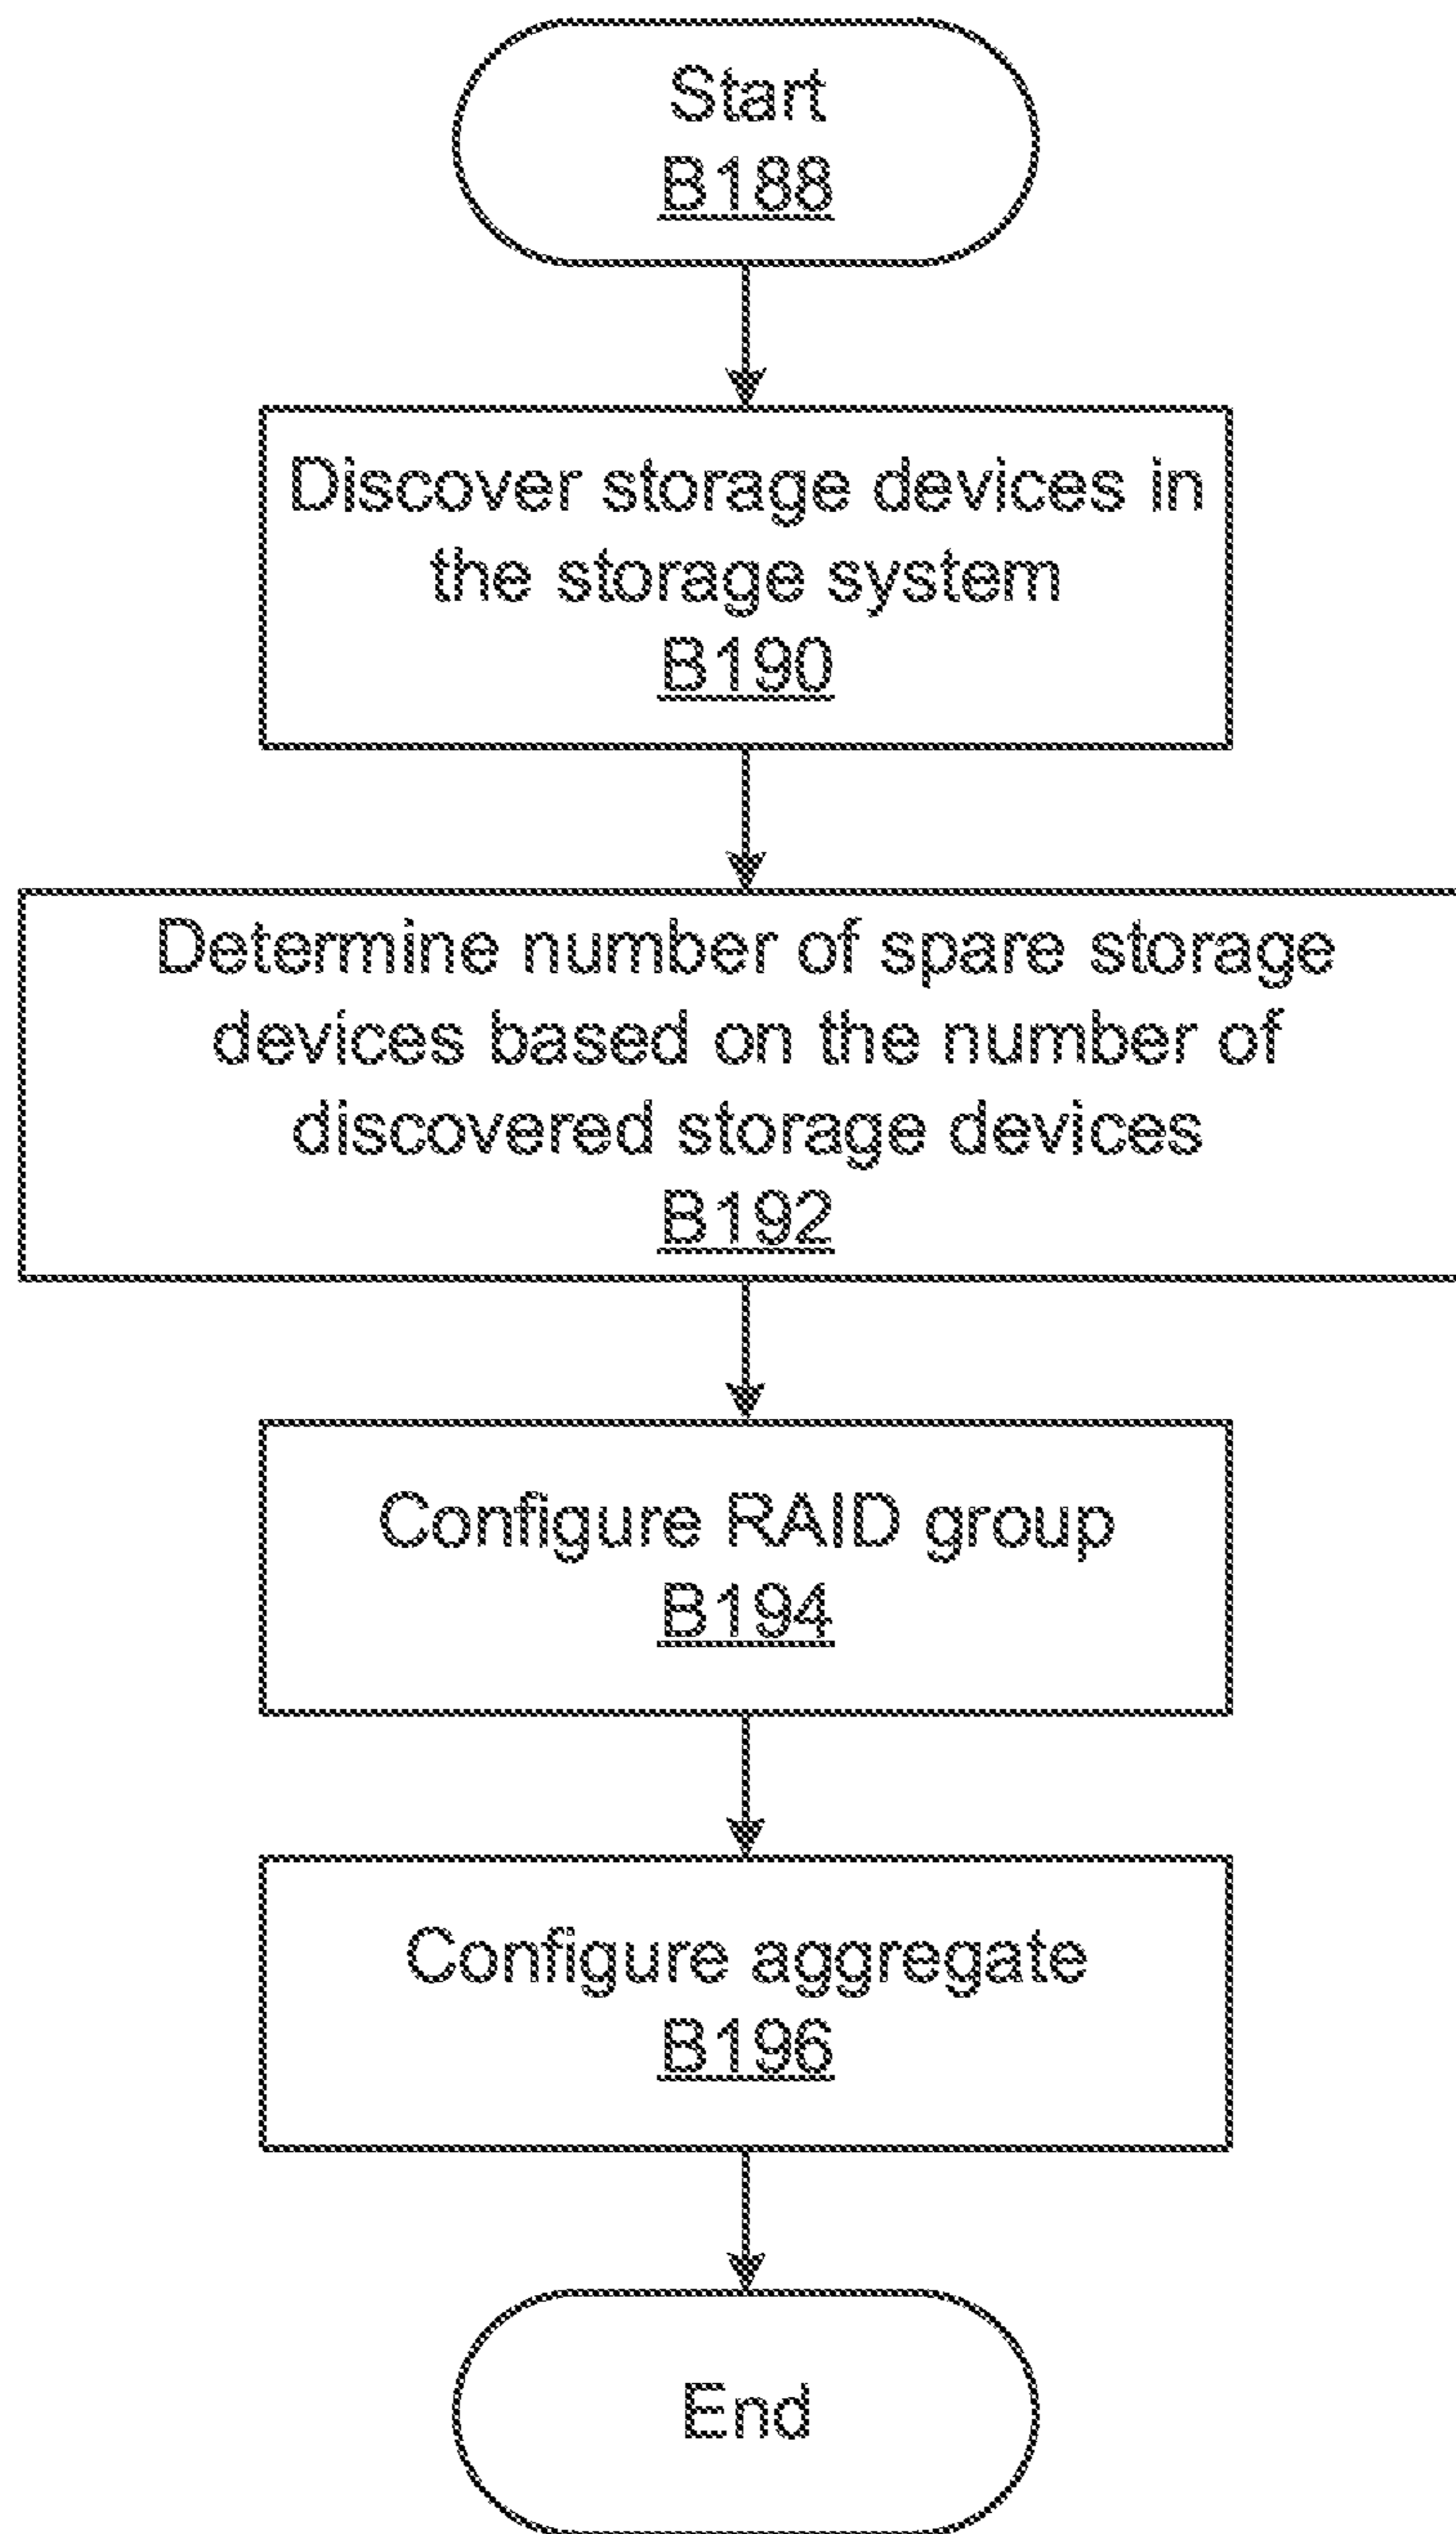 Start
B188
Discover storage devices in
the storage system
B190
Determine number of spare storage
devices based on the number of
discovered storage devices
B192
Configure RAID group
B194
Configure aggregate
B196
End